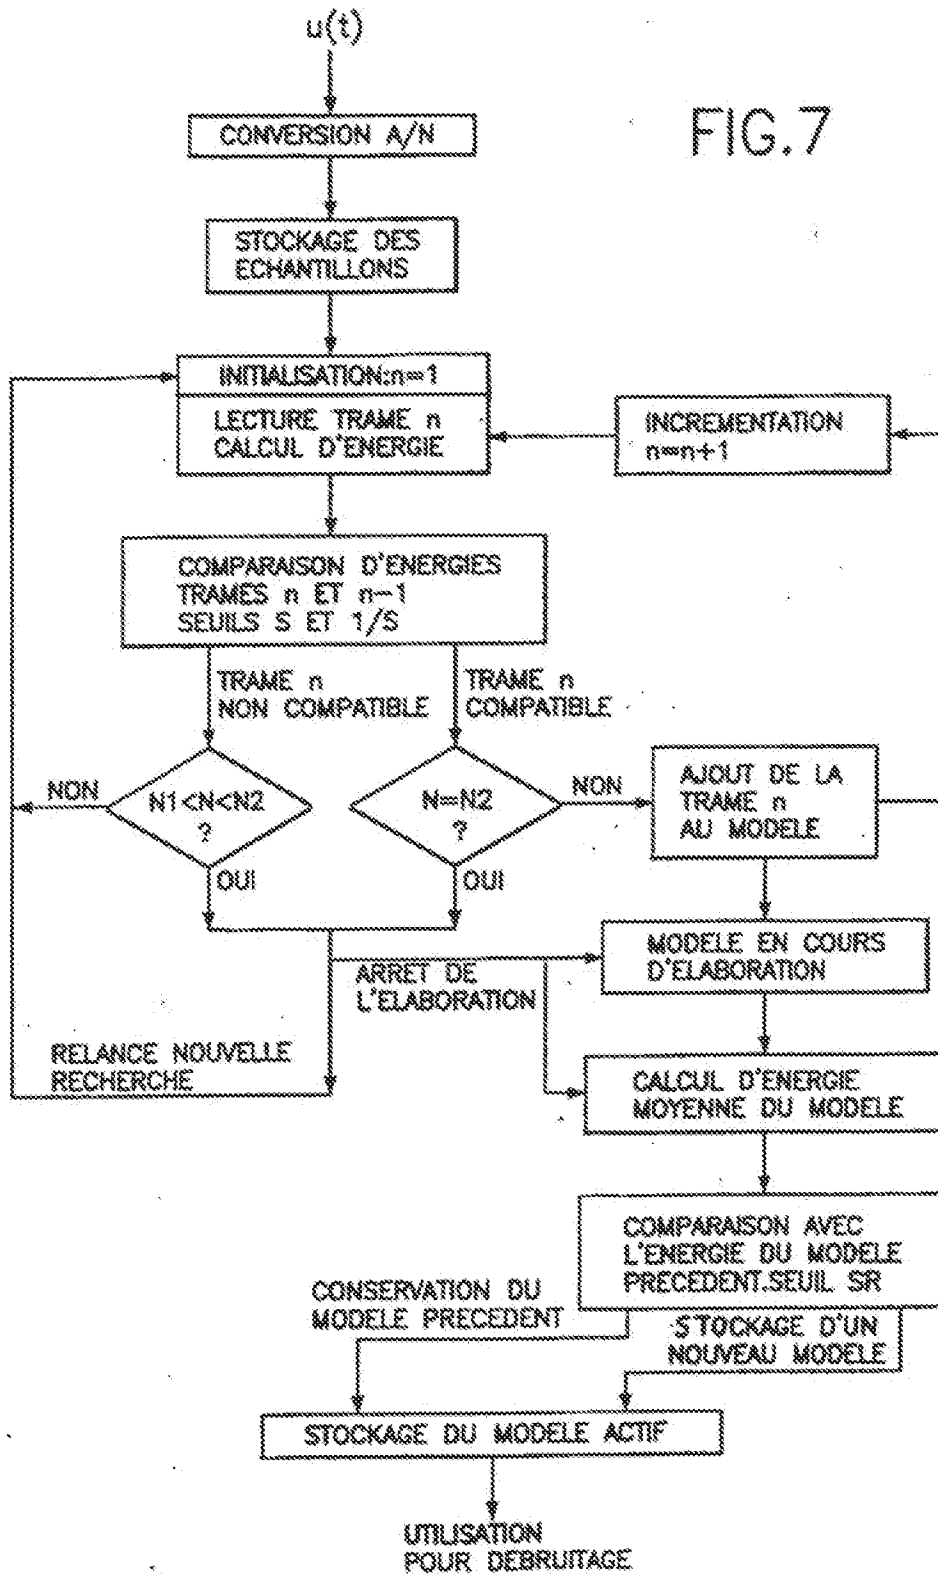 u(t)
FIG.7
CONVERSION A/N
STOCKAGE DES
ECHANTILLONS
INITIALISATION:n=1
LECTURE TRAME n
CALCUL D'ENERGIE
INCREMENTATION
n=n+1
COMPARAISON D'ENERGIES
TRAMES n ET n-1
SEUILS S ET 1/S
TRAME n
NON COMPATIBLE
TRAME n
COMPATIBLE
NON
N1<N<N2
?
OUI
N=N2
?
OUI
NON
AJOUT DE LA
TRAME n
AU MODELE
MODELE EN COURS
D'ELABORATION
ARRET DE
L'ELABORATION
RELANCE NOUVELLE
RECHERCHE
CALCUL D'ENERGIE
MOYENNE DU MODELE
COMPARAISON AVEC
L'ENERGIE DU MODELE
PRECEDENT.SEUIL SR
CONSERVATION DU
MODELE PRECEDENT
STOCKAGE D'UN
NOUVEAU MODELE
STOCKAGE DU MODELE ACTIF
UTILISATION
POUR DEBRUITAGE